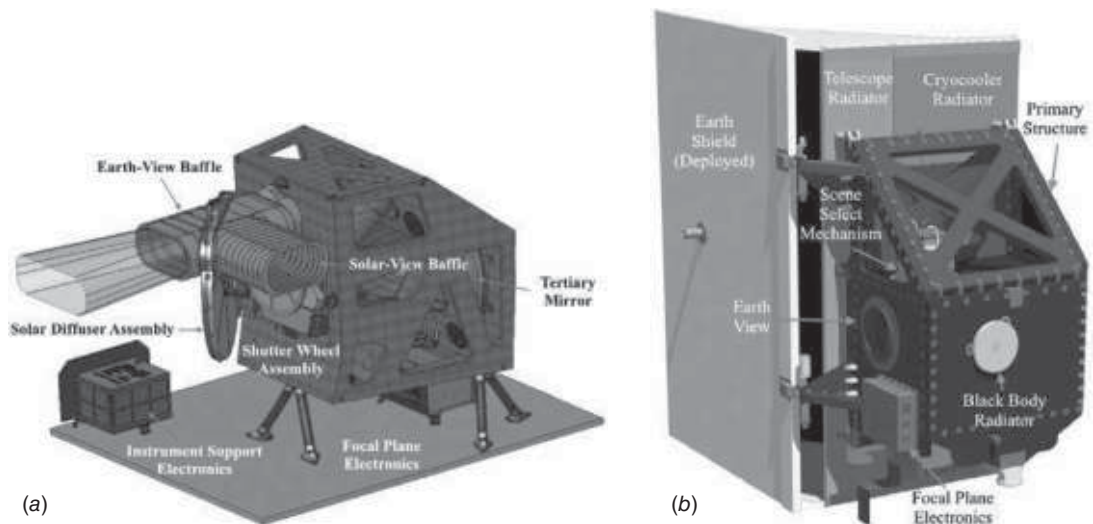 Earth-View Baffle
Solar-View Baffle
Tertiary
Mirror
Solar Diffuser Assembly
Shutter Wheel
Assembly
Instrument Support
Electronics
Focal Plane
Electronics
(a)
Telescope
Radiator
Cryocooler
Radiator
Primary
Structure
Earth
Shield
(Deployed)
Scene
Select
Mechanism
Earth
View
Black Body
Radiator
Focal Plane
Electronics
(b)